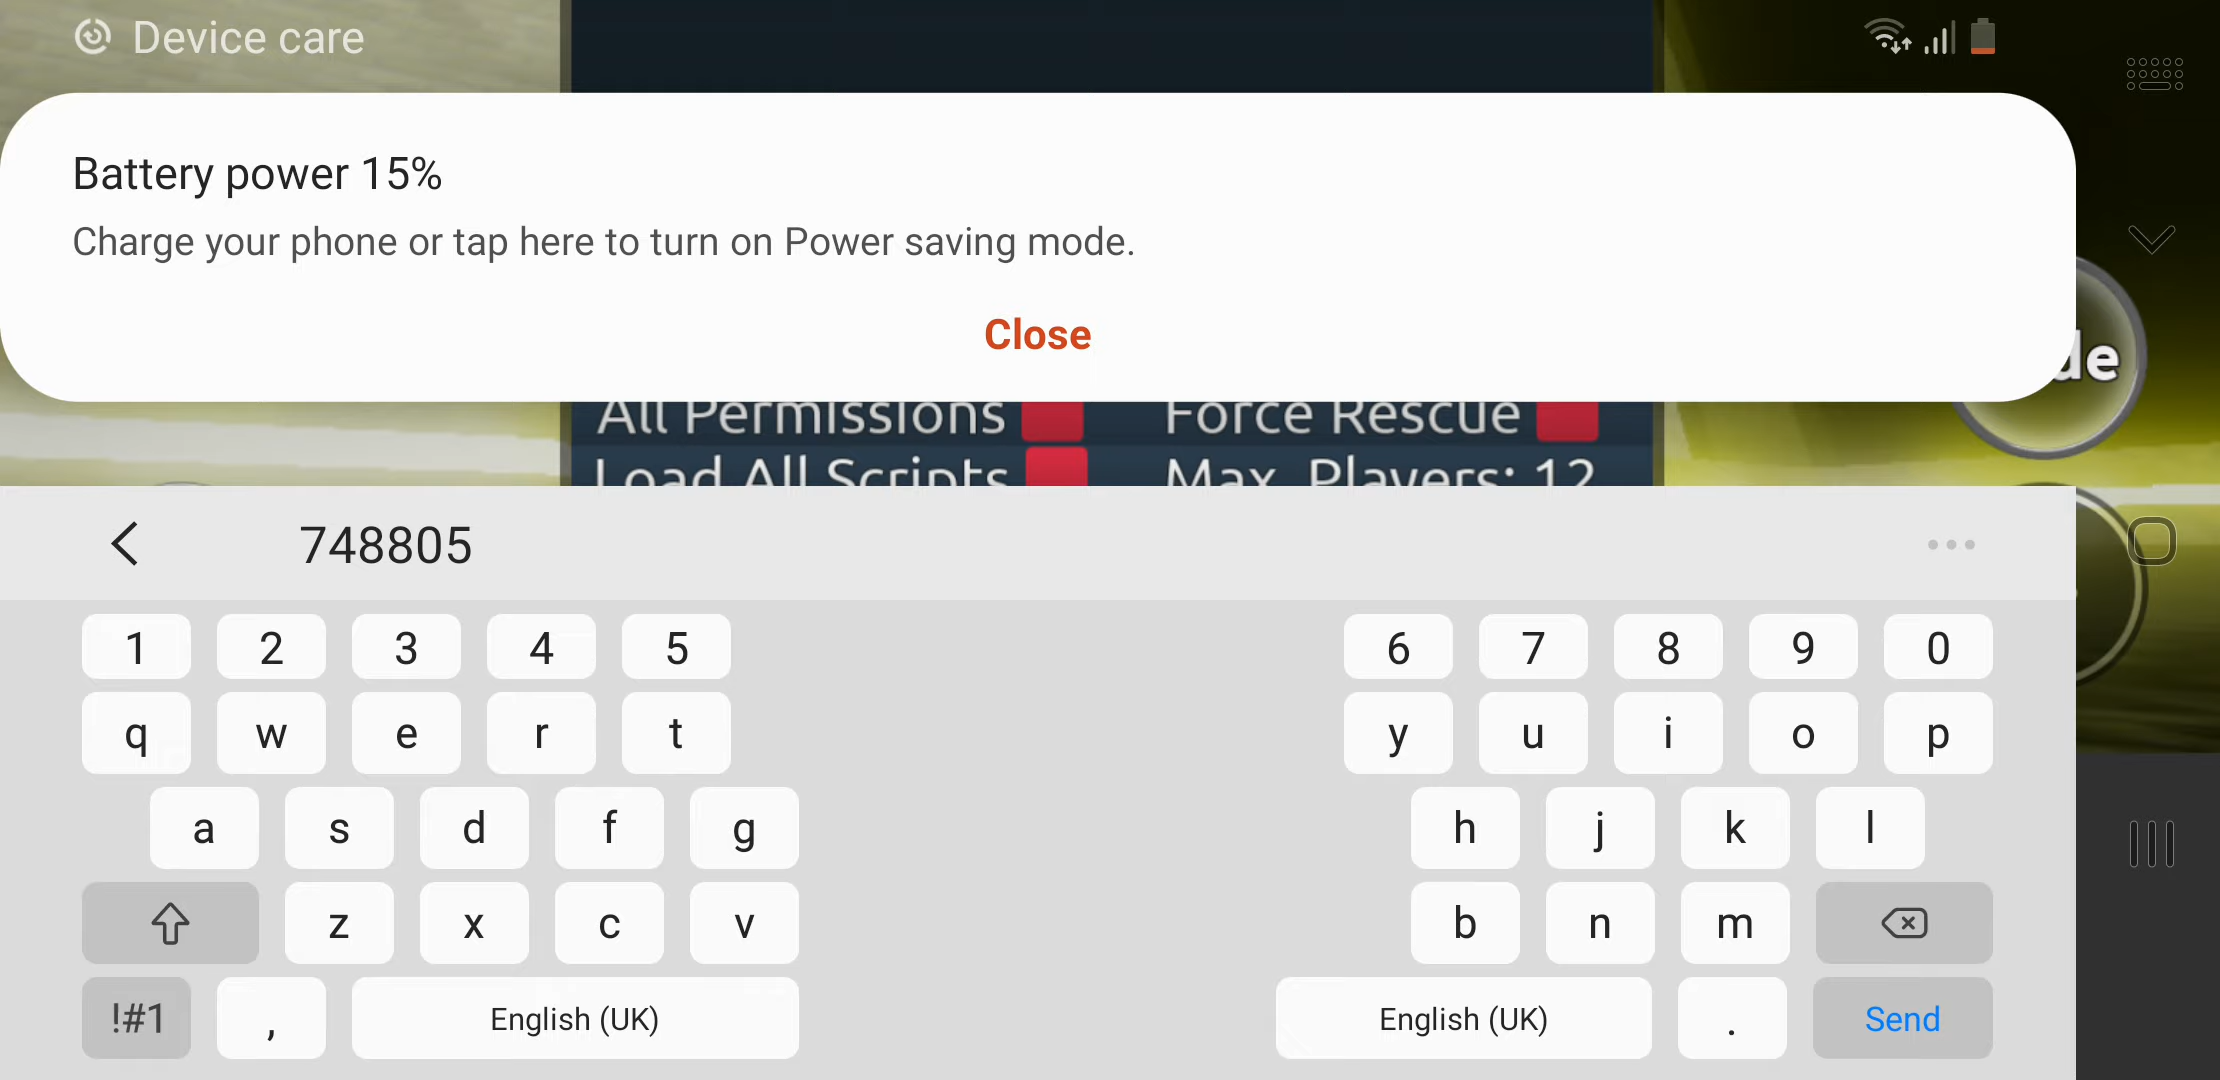 Device care
Battery power 15%
Charge your phone or tap here to turn on Power saving mode.
Close
de
All Permissions Force Rescue
Load All Scripts Max. Players: 12
748805
1 2 3 4 5 6 7 8 9 0
q w e r t y u i o p
a s d f g h j k l
z x c v b n m
!#1 , English (UK) English (UK) . Send